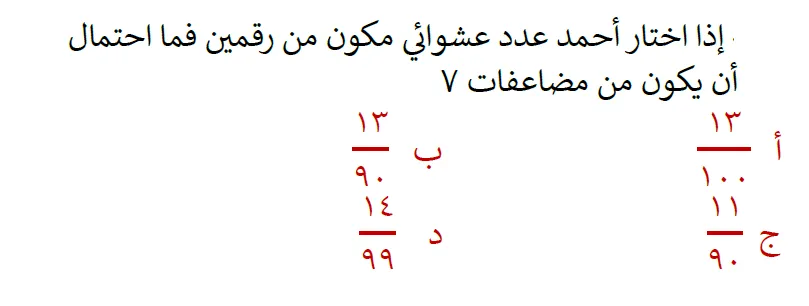 إذا اختار أحمد عدد عشوائي مكون من رقمين فما احتمال
أن يكون من مضاعفات ٧
أ ١٣/١٠٠ ب ١٣/٩٠
ج ١١/٩٠ د ١٤/٩٩